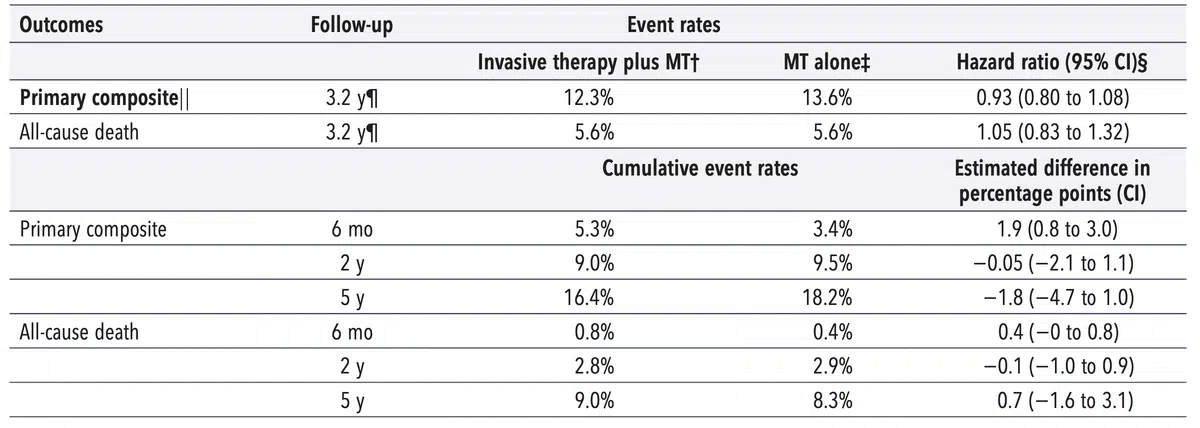 Outcomes Follow-up Event rates
Invasive therapy plus MT† MT alone‡ Hazard ratio (95% CI)§
Primary composite|| 3.2 y¶ 12.3% 13.6% 0.93 (0.80 to 1.08)
All-cause death 3.2 y¶ 5.6% 5.6% 1.05 (0.83 to 1.32)
Cumulative event rates Estimated difference in
percentage points (CI)
Primary composite 6 mo 5.3% 3.4% 1.9 (0.8 to 3.0)
2 y 9.0% 9.5% −0.05 (−2.1 to 1.1)
5 y 16.4% 18.2% −1.8 (−4.7 to 1.0)
All-cause death 6 mo 0.8% 0.4% 0.4 (−0 to 0.8)
2 y 2.8% 2.9% −0.1 (−1.0 to 0.9)
5 y 9.0% 8.3% 0.7 (−1.6 to 3.1)